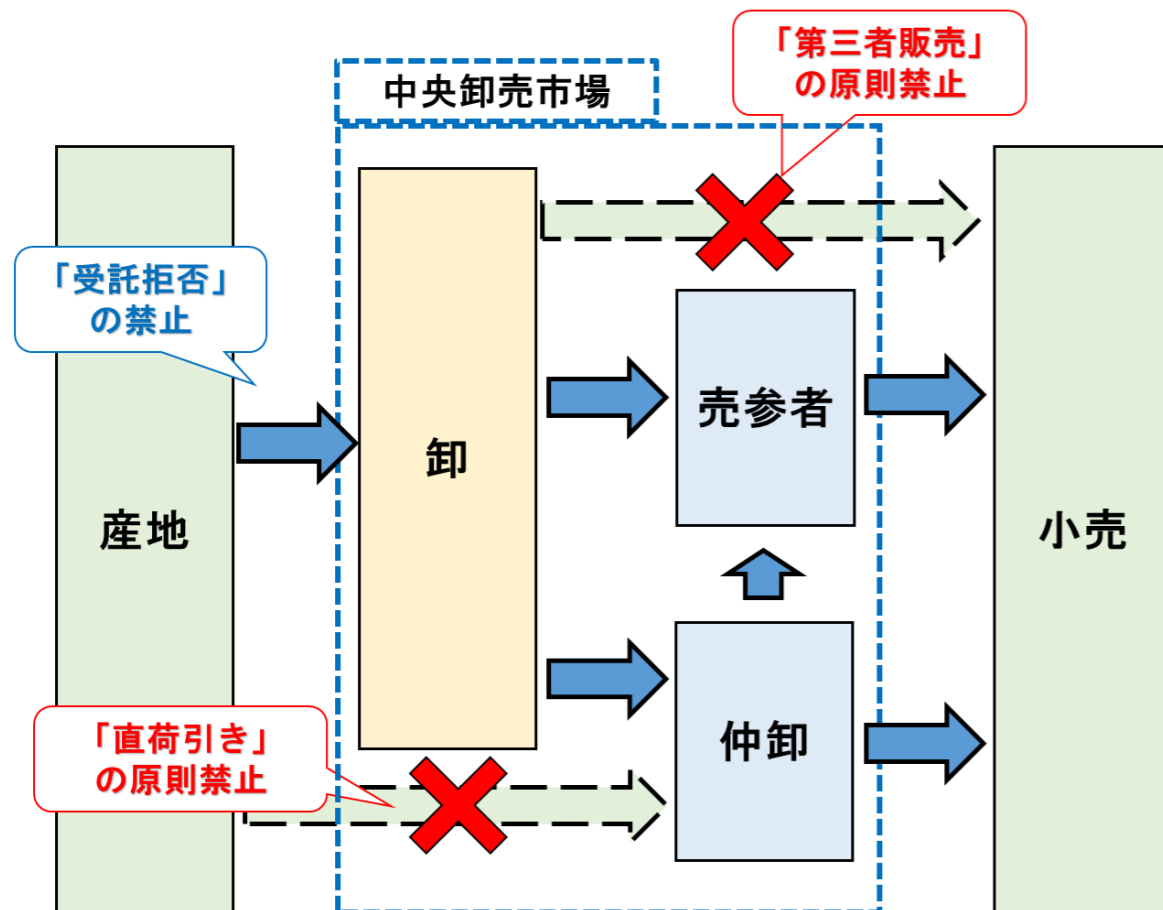 「第三者販売」
の原則禁止
中央卸売市場
「受託拒否」
の禁止
売参者
卸
産地
小売
「直荷引き」
の原則禁止
仲卸